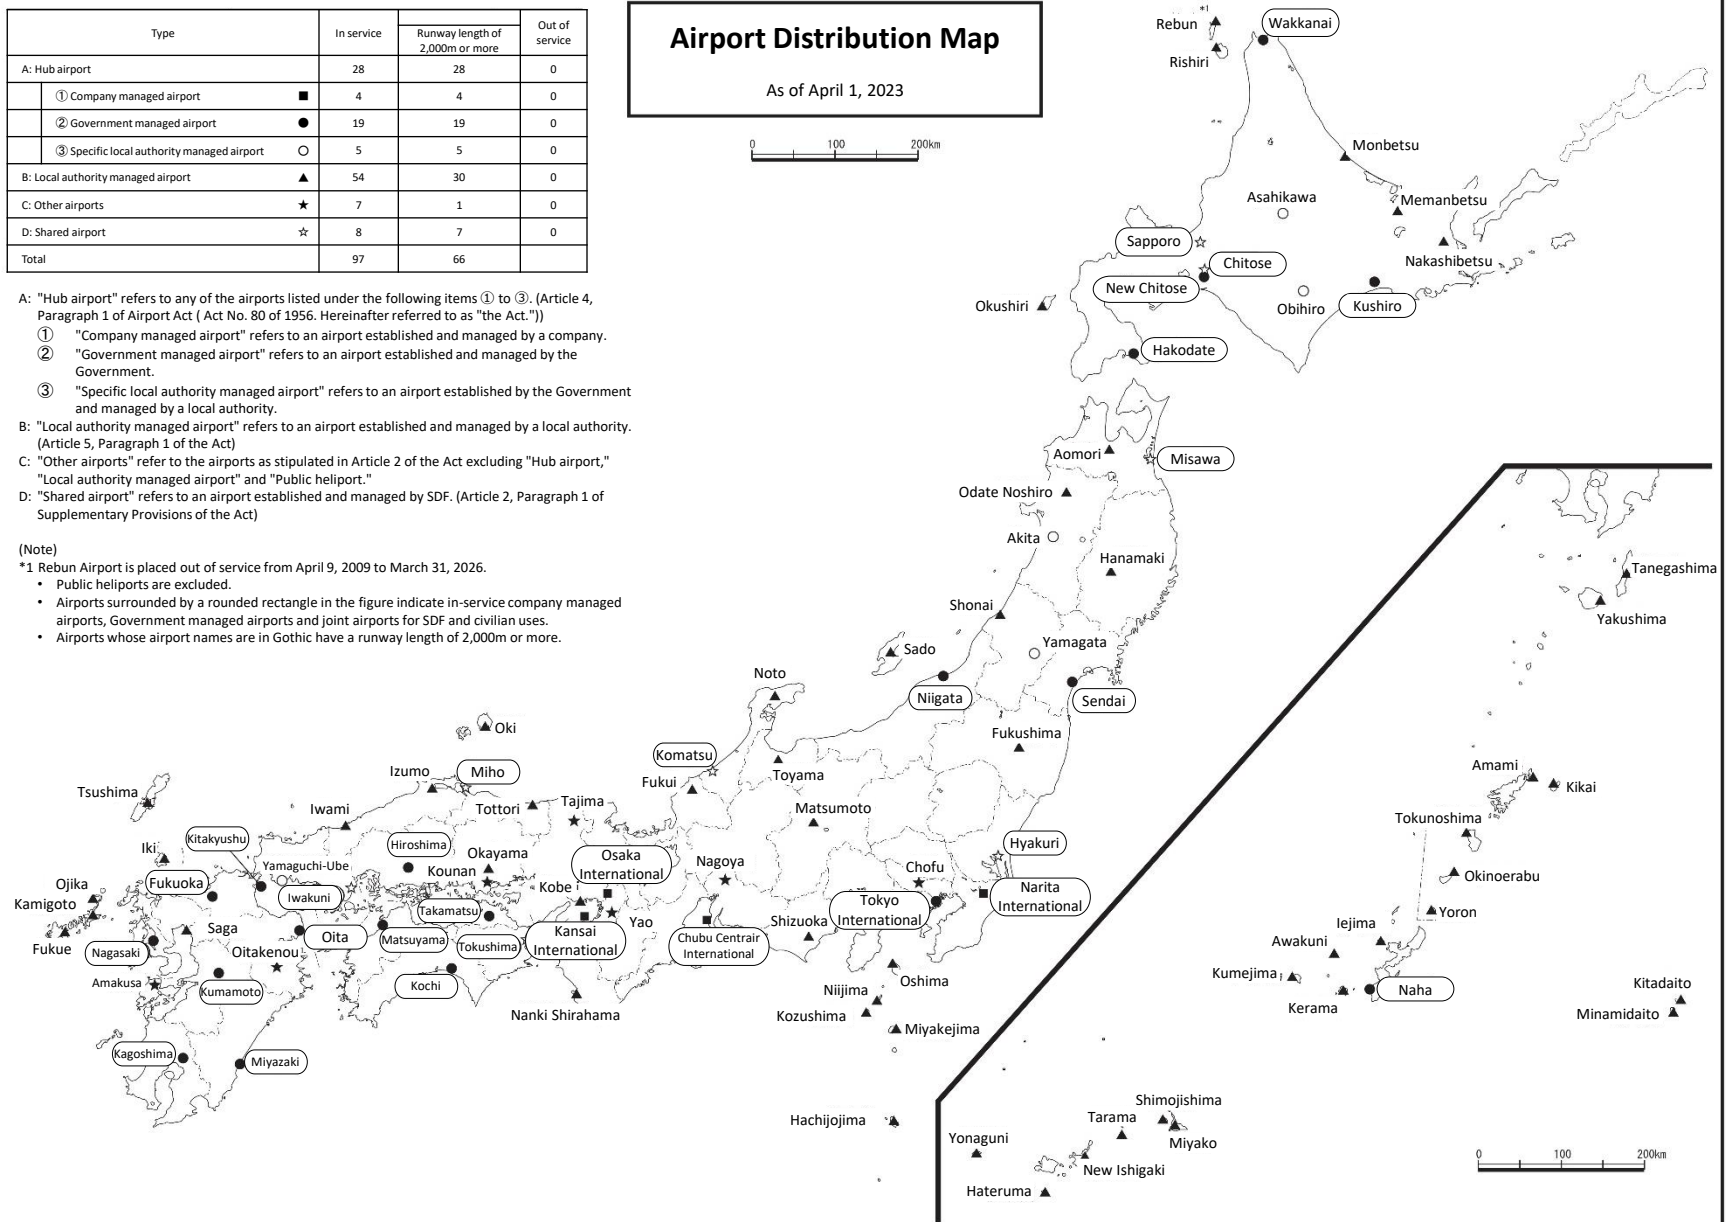 Type In service Runway length of 2,000m or more Out of service
A: Hub airport 28 28 0
① Company managed airport ■ 4 4 0
② Government managed airport ● 19 19 0
③ Specific local authority managed airport ○ 5 5 0
B: Local authority managed airport ▲ 54 30 0
C: Other airports ★ 7 1 0
D: Shared airport ☆ 8 7 0
Total 97 66
Airport Distribution Map
As of April 1, 2023
0 100 200km
A: "Hub airport" refers to any of the airports listed under the following items ① to ③. (Article 4,
Paragraph 1 of Airport Act ( Act No. 80 of 1956. Hereinafter referred to as "the Act."))
① "Company managed airport" refers to an airport established and managed by a company.
② "Government managed airport" refers to an airport established and managed by the
Government.
③ "Specific local authority managed airport" refers to an airport established by the Government
and managed by a local authority.
B: "Local authority managed airport" refers to an airport established and managed by a local authority.
(Article 5, Paragraph 1 of the Act)
C: "Other airports" refer to the airports as stipulated in Article 2 of the Act excluding "Hub airport,"
"Local authority managed airport" and "Public heliport."
D: "Shared airport" refers to an airport established and managed by SDF. (Article 2, Paragraph 1 of
Supplementary Provisions of the Act)
(Note)
*1 Rebun Airport is placed out of service from April 9, 2009 to March 31, 2026.
• Public heliports are excluded.
• Airports surrounded by a rounded rectangle in the figure indicate in-service company managed
airports, Government managed airports and joint airports for SDF and civilian uses.
• Airports whose airport names are in Gothic have a runway length of 2,000m or more.
Rebun *1
Wakkanai
Rishiri
Monbetsu
Asahikawa
Memanbetsu
Sapporo
Nakashibetsu
Chitose
New Chitose
Okushiri
Obihiro
Kushiro
Hakodate
Aomori
Misawa
Odate Noshiro
Akita
Hanamaki
Shonai
Yamagata
Sado
Niigata
Sendai
Noto
Fukushima
Oki
Komatsu
Toyama
Fukui
Izumo
Miho
Tsushima
Iwami
Tottori
Tajima
Matsumoto
Kitakyushu
Hiroshima
Hyakuri
Iki
Yamaguchi-Ube
Okayama
Kounan
Osaka
International
Nagoya
Chofu
Ojika
Fukuoka
Iwakuni
Kobe
Narita
International
Kamigoto
Takamatsu
Tokyo
International
Fukue
Saga
Oita
Matsuyama
Tokushima
Kansai
International
Yao
Chubu Centrair
International
Shizuoka
Nagasaki
Oitakenou
Amakusa
Kumamoto
Kochi
Nanki Shirahama
Oshima
Niijima
Kozushima
Miyakejima
Kagoshima
Miyazaki
Hachijojima
Tanegashima
Yakushima
Amami
Kikai
Tokunoshima
Okinoerabu
Yoron
Iejima
Awakuni
Kumejima
Kerama
Naha
Kitadaito
Minamidaito
Shimojishima
Tarama
Miyako
Yonaguni
New Ishigaki
Hateruma
0 100 200km